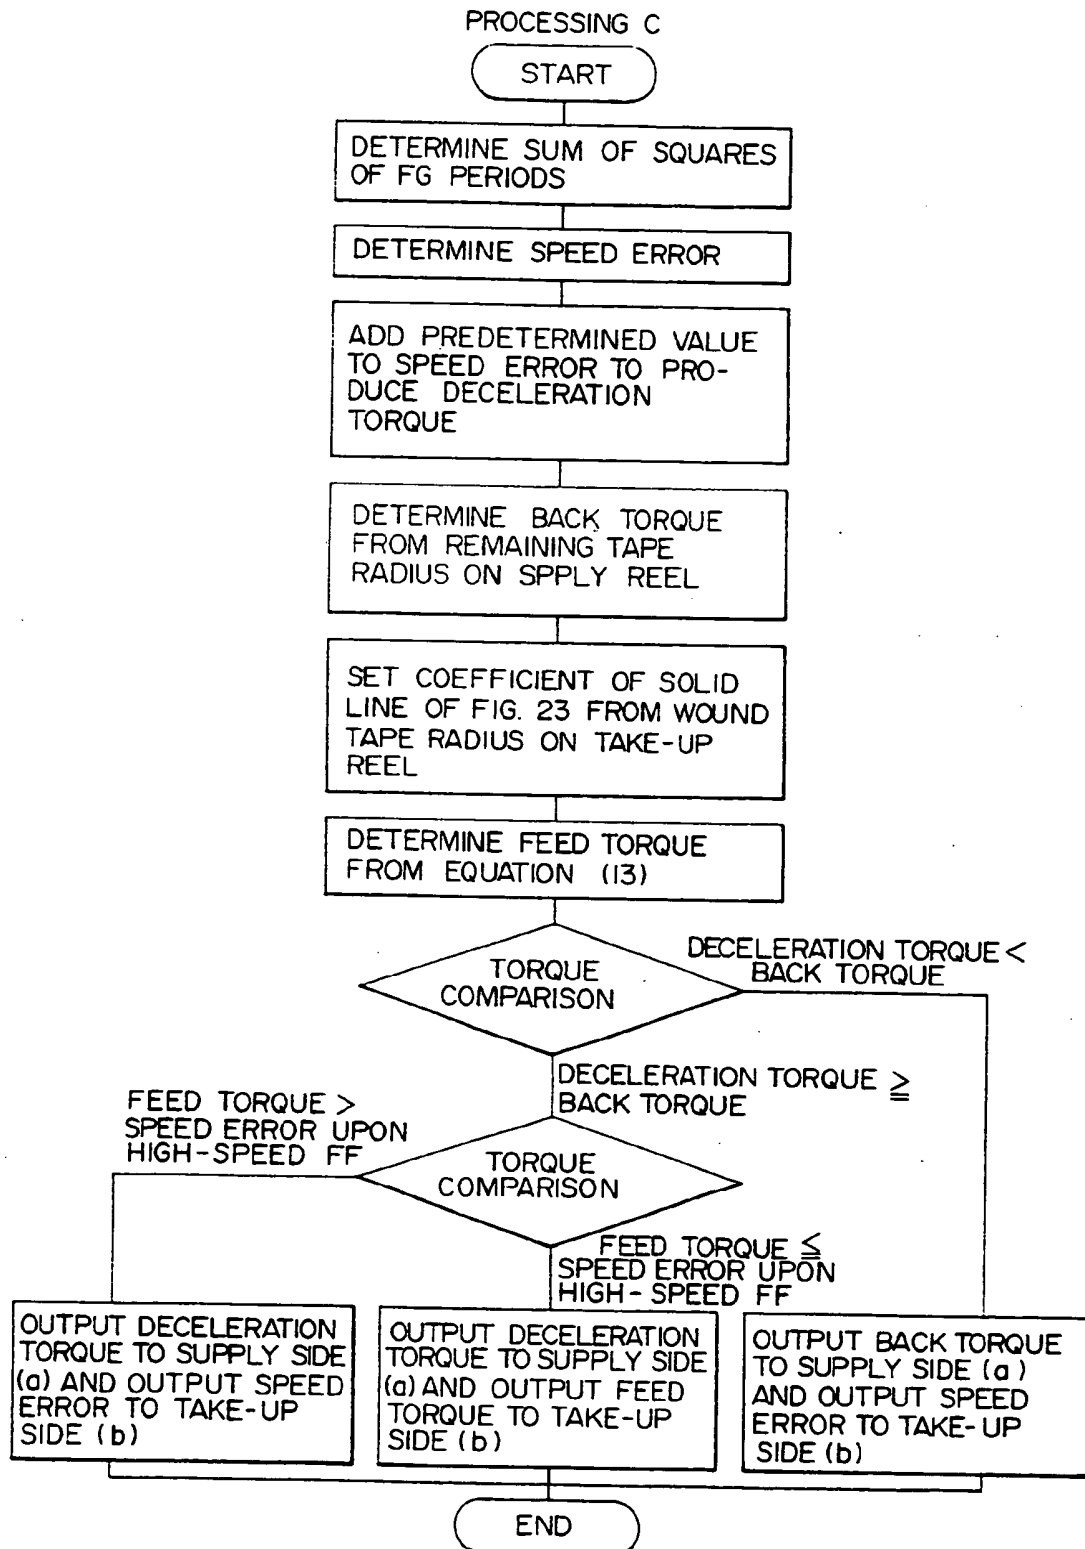 PROCESSING C
START
DETERMINE SUM OF SQUARES
OF FG PERIODS
DETERMINE SPEED ERROR
ADD PREDETERMINED VALUE
TO SPEED ERROR TO PRO-
DUCE DECELERATION
TORQUE
DETERMINE BACK TORQUE
FROM REMAINING TAPE
RADIUS ON SPPLY REEL
SET COEFFICIENT OF SOLID
LINE OF FIG. 23 FROM WOUND
TAPE RADIUS ON TAKE-UP
REEL
DETERMINE FEED TORQUE
FROM EQUATION (13)
TORQUE
COMPARISON
DECELERATION TORQUE <
BACK TORQUE
DECELERATION TORQUE ≧
BACK TORQUE
FEED TORQUE >
SPEED ERROR UPON
HIGH-SPEED FF
TORQUE
COMPARISON
FEED TORQUE ≦
SPEED ERROR UPON
HIGH-SPEED FF
OUTPUT DECELERATION
TORQUE TO SUPPLY SIDE
(a) AND OUTPUT SPEED
ERROR TO TAKE-UP
SIDE (b)
OUTPUT DECELERATION
TORQUE TO SUPPLY SIDE
(a) AND OUTPUT FEED
TORQUE TO TAKE-UP
SIDE (b)
OUTPUT BACK TORQUE
TO SUPPLY SIDE (a)
AND OUTPUT SPEED
ERROR TO TAKE-UP
SIDE (b)
END